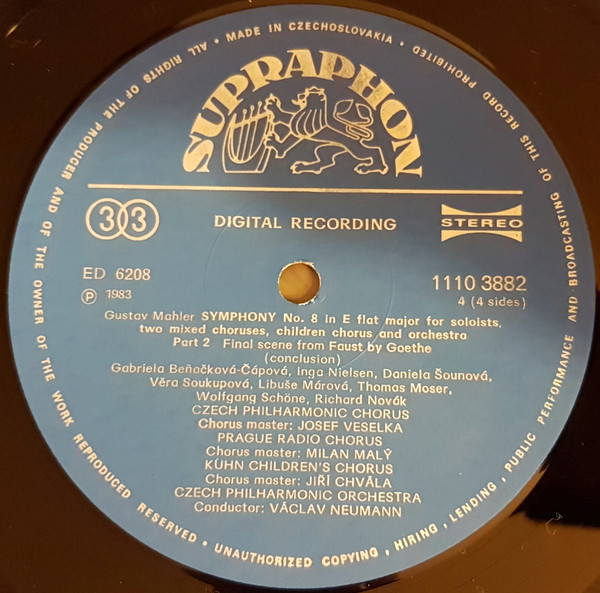 ALL RIGHTS OF THE PRODUCER AND OF THE OWNER OF THE WORK REPRODUCED RESERVED • UNAUTHORIZED COPYING, HIRING, LENDING, PUBLIC PERFORMANCE AND BROADCASTING OF THIS RECORD PROHIBITED • MADE IN CZECHOSLOVAKIA •
SUPRAPHON
33 DIGITAL RECORDING STEREO
ED 6208 1110 3882
Ⓟ 1983 4 (4 sides)
Gustav Mahler SYMPHONY No. 8 in E flat major for soloists,
two mixed choruses, children chorus and orchestra
Part 2 Final scene from Faust by Goethe
(conclusion)
Gabriela Beňačková-Čápová, Inga Nielsen, Daniela Šounová,
Věra Soukupová, Libuše Márová, Thomas Moser,
Wolfgang Schöne, Richard Novák
CZECH PHILHARMONIC CHORUS
Chorus master: JOSEF VESELKA
PRAGUE RADIO CHORUS
Chorus master: MILAN MALÝ
KÜHN CHILDREN'S CHORUS
Chorus master: JIŘÍ CHVÁLA
CZECH PHILHARMONIC ORCHESTRA
Conductor: VÁCLAV NEUMANN